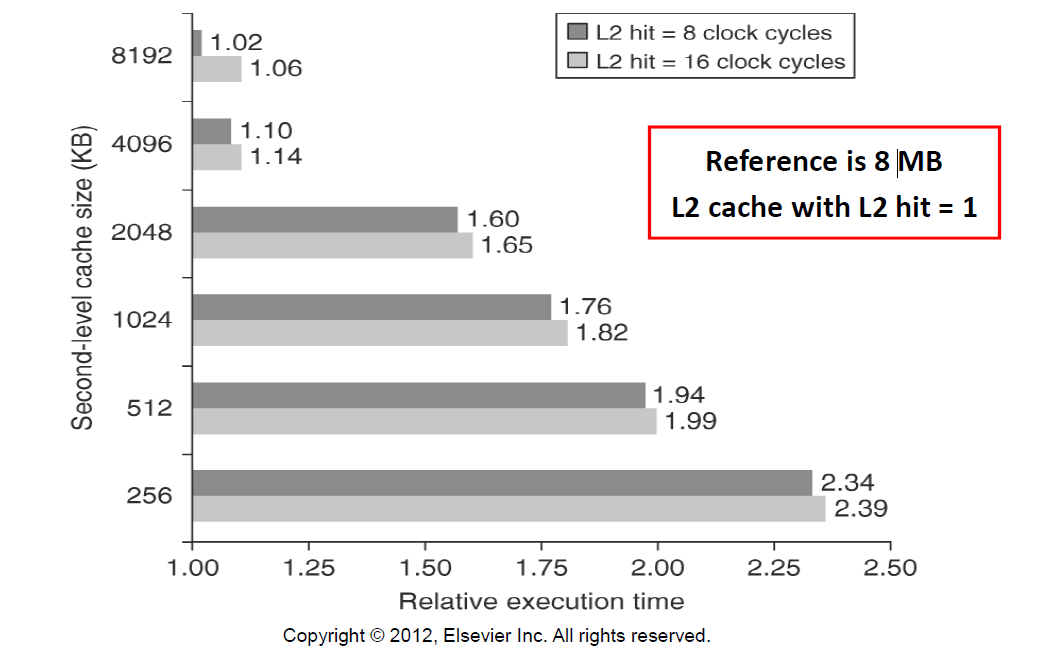 L2 hit = 8 clock cycles
L2 hit = 16 clock cycles
Reference is 8 MB
L2 cache with L2 hit = 1
Second-level cache size (KB)
8192
1.02
1.06
4096
1.10
1.14
2048
1.60
1.65
1024
1.76
1.82
512
1.94
1.99
256
2.34
2.39
1.00 1.25 1.50 1.75 2.00 2.25 2.50
Relative execution time
Copyright © 2012, Elsevier Inc. All rights reserved.